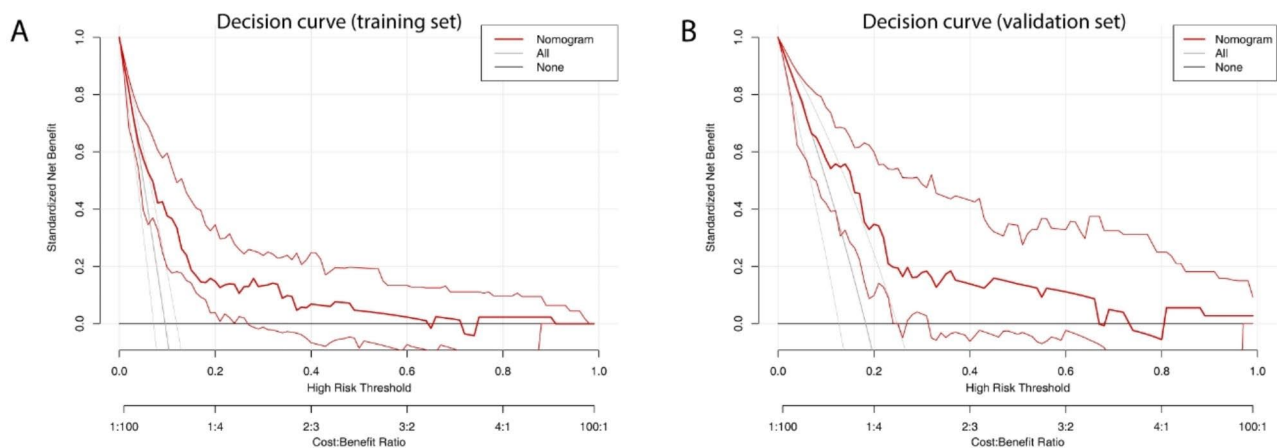 A
Decision curve (training set)
Nomogram
All
None
Standardized Net Benefit
1.0
0.8
0.6
0.4
0.2
0.0
0.0 0.2 0.4 0.6 0.8 1.0
High Risk Threshold
1:100 1:4 2:3 3:2 4:1 100:1
Cost:Benefit Ratio
B
Decision curve (validation set)
Nomogram
All
None
Standardized Net Benefit
1.0
0.8
0.6
0.4
0.2
0.0
0.0 0.2 0.4 0.6 0.8 1.0
High Risk Threshold
1:100 1:4 2:3 3:2 4:1 100:1
Cost:Benefit Ratio